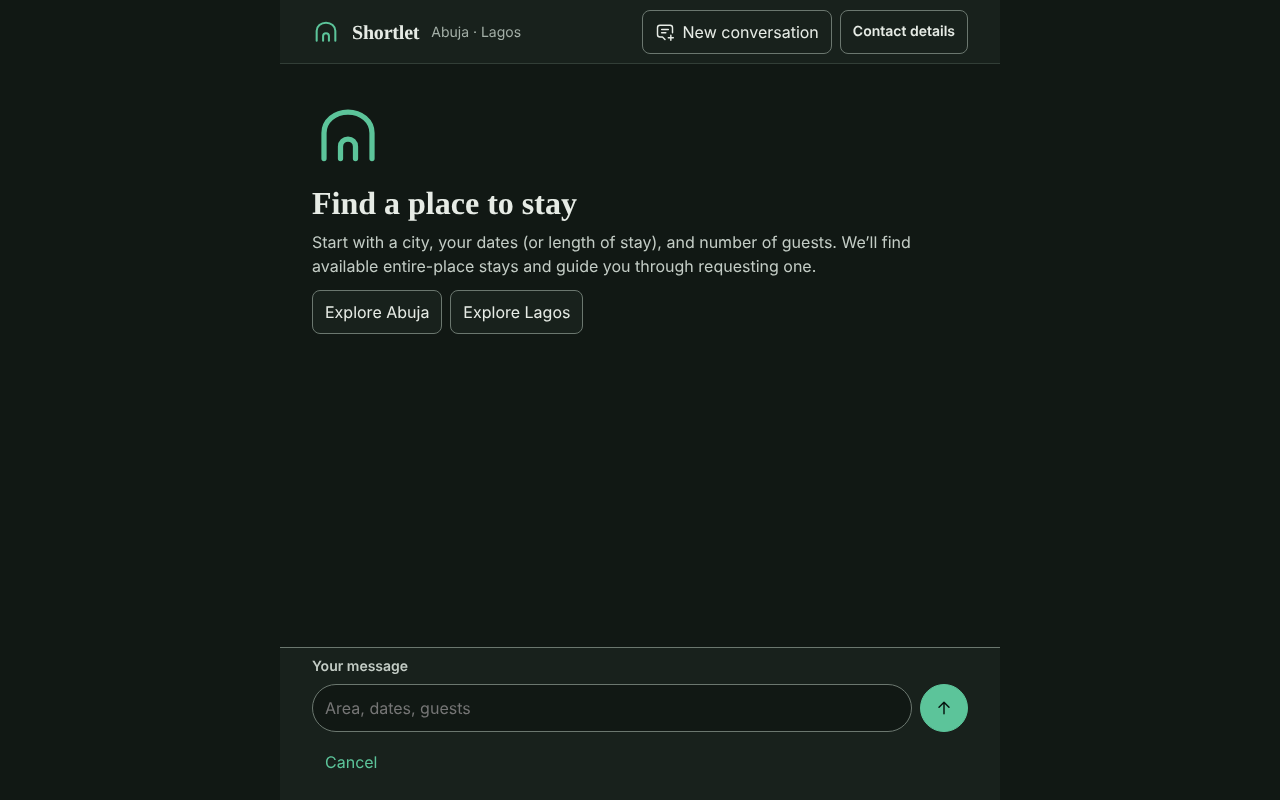 Shortlet Abuja · Lagos New conversation Contact details
Find a place to stay
Start with a city, your dates (or length of stay), and number of guests. We’ll find
available entire-place stays and guide you through requesting one.
Explore Abuja Explore Lagos
Your message
Area, dates, guests
Cancel